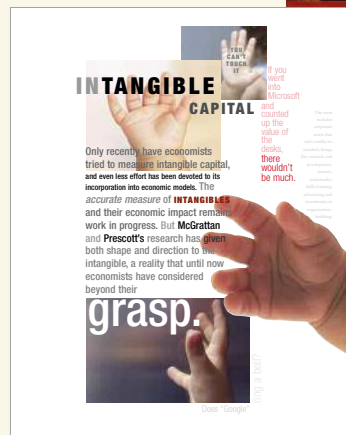 YOU
CAN'T
TOUCH
IT
INTANGIBLE
CAPITAL
If you
went
into
Microsoft
and
counted
up the
value of
the
desks,
there
wouldn't
be much.
Only recently have economists
tried to measure intangible capital,
and even less effort has been devoted to its
incorporation into economic models. The
accurate measure of INTANGIBLES
and their economic impact remains
work in progress. But McGrattan
and Prescott's research has given
both shape and direction to the
intangible, a reality that until now
economists have considered
beyond their
grasp.
ring a bell?
Does "Google"